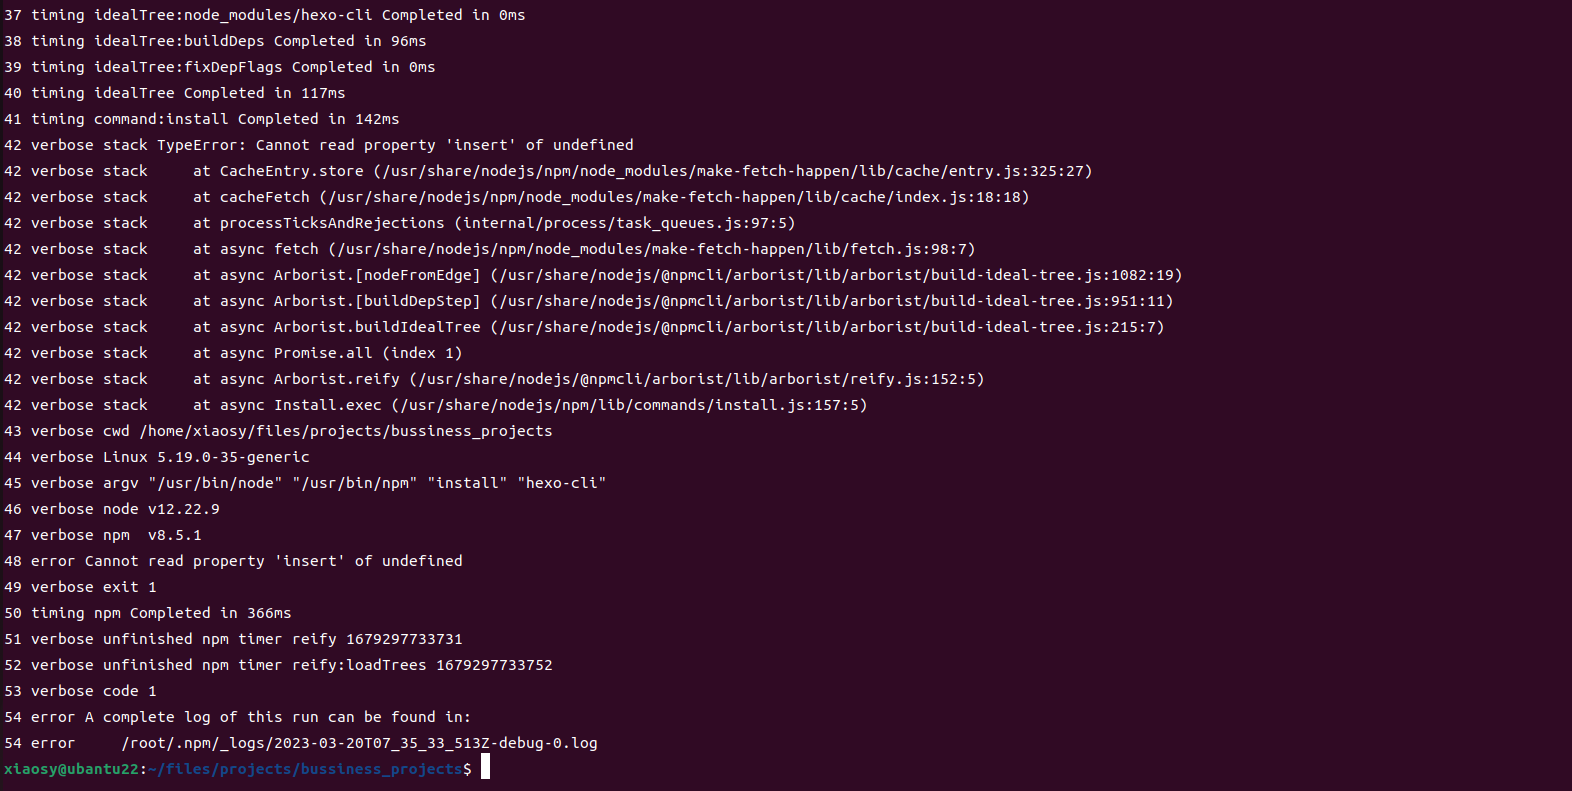 37 timing idealTree:node_modules/hexo-cli Completed in 0ms
38 timing idealTree:buildDeps Completed in 96ms
39 timing idealTree:fixDepFlags Completed in 0ms
40 timing idealTree Completed in 117ms
41 timing command:install Completed in 142ms
42 verbose stack TypeError: Cannot read property 'insert' of undefined
42 verbose stack     at CacheEntry.store (/usr/share/nodejs/npm/node_modules/make-fetch-happen/lib/cache/entry.js:325:27)
42 verbose stack     at cacheFetch (/usr/share/nodejs/npm/node_modules/make-fetch-happen/lib/cache/index.js:18:18)
42 verbose stack     at processTicksAndRejections (internal/process/task_queues.js:97:5)
42 verbose stack     at async fetch (/usr/share/nodejs/npm/node_modules/make-fetch-happen/lib/fetch.js:98:7)
42 verbose stack     at async Arborist.[nodeFromEdge] (/usr/share/nodejs/@npmcli/arborist/lib/arborist/build-ideal-tree.js:1082:19)
42 verbose stack     at async Arborist.[buildDepStep] (/usr/share/nodejs/@npmcli/arborist/lib/arborist/build-ideal-tree.js:951:11)
42 verbose stack     at async Arborist.buildIdealTree (/usr/share/nodejs/@npmcli/arborist/lib/arborist/build-ideal-tree.js:215:7)
42 verbose stack     at async Promise.all (index 1)
42 verbose stack     at async Arborist.reify (/usr/share/nodejs/@npmcli/arborist/lib/arborist/reify.js:152:5)
42 verbose stack     at async Install.exec (/usr/share/nodejs/npm/lib/commands/install.js:157:5)
43 verbose cwd /home/xiaosy/files/projects/bussiness_projects
44 verbose Linux 5.19.0-35-generic
45 verbose argv "/usr/bin/node" "/usr/bin/npm" "install" "hexo-cli"
46 verbose node v12.22.9
47 verbose npm  v8.5.1
48 error Cannot read property 'insert' of undefined
49 verbose exit 1
50 timing npm Completed in 366ms
51 verbose unfinished npm timer reify 1679297733731
52 verbose unfinished npm timer reify:loadTrees 1679297733752
53 verbose code 1
54 error A complete log of this run can be found in:
54 error     /root/.npm/_logs/2023-03-20T07_35_33_513Z-debug-0.log
xiaosy@ubantu22:~/files/projects/bussiness_projects$